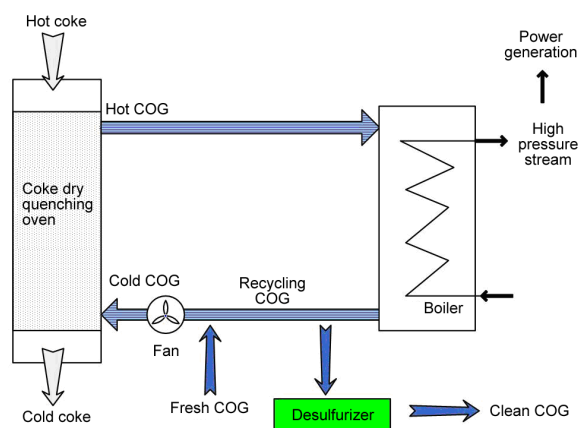 Hot coke
Power
generation
Hot COG
High
pressure
stream
Coke dry
quenching
oven
Cold COG
Recycling
COG
Boiler
Fan
Cold coke
Fresh COG
Desulfurizer
Clean COG